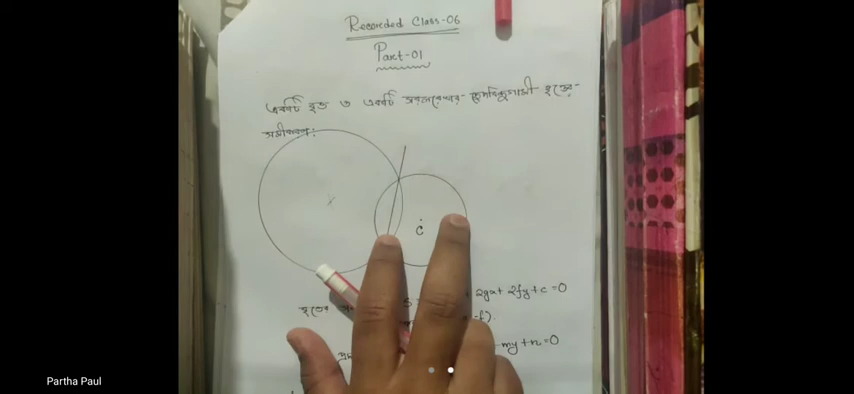 Recorded Class-06
Part-01
একটি বৃত্ত ও একটি সরলরেখার ছেদবিন্দুগামী বৃত্তের
সমীকরণ:
C
বৃত্তের
S
2gx + 2fy + c = 0
-f).
my + n = 0
Partha Paul